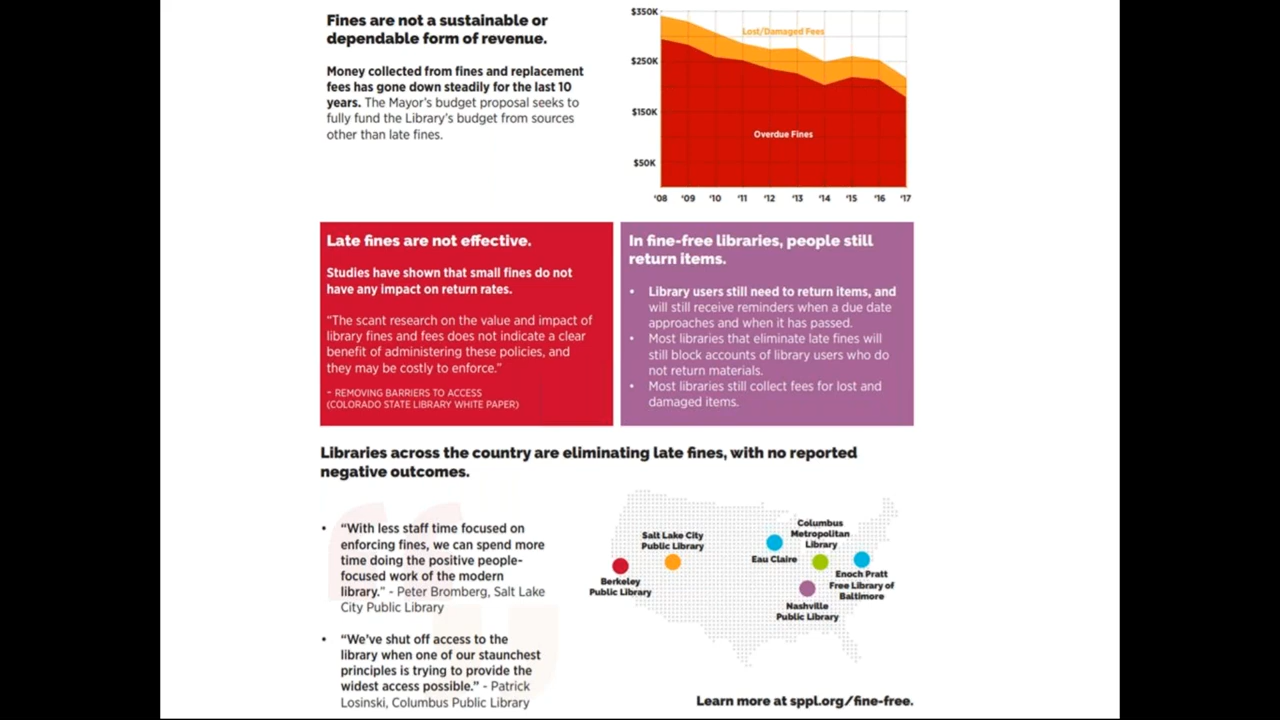 Fines are not a sustainable or
dependable form of revenue.
Money collected from fines and replacement
fees has gone down steadily for the last 10
years. The Mayor's budget proposal seeks to
fully fund the Library's budget from sources
other than late fines.
$350K
$250K
$150K
$50K
Lost/Damaged Fees
Overdue Fines
'08 '09 '10 '11 '12 '13 '14 '15 '16 '17
Late fines are not effective.
Studies have shown that small fines do not
have any impact on return rates.
“The scant research on the value and impact of
library fines and fees does not indicate a clear
benefit of administering these policies, and
they may be costly to enforce.”
- REMOVING BARRIERS TO ACCESS
(COLORADO STATE LIBRARY WHITE PAPER)
In fine-free libraries, people still
return items.
• Library users still need to return items, and
will still receive reminders when a due date
approaches and when it has passed.
• Most libraries that eliminate late fines will
still block accounts of library users who do
not return materials.
• Most libraries still collect fees for lost and
damaged items.
Libraries across the country are eliminating late fines, with no reported
negative outcomes.
• “With less staff time focused on
enforcing fines, we can spend more
time doing the positive people-
focused work of the modern
library.” - Peter Bromberg, Salt Lake
City Public Library
• “We've shut off access to the
library when one of our staunchest
principles is trying to provide the
widest access possible.” - Patrick
Losinski, Columbus Public Library
Berkeley
Public Library
Salt Lake City
Public Library
Eau Claire
Columbus
Metropolitan
Library
Enoch Pratt
Free Library of
Baltimore
Nashville
Public Library
Learn more at sppl.org/fine-free.